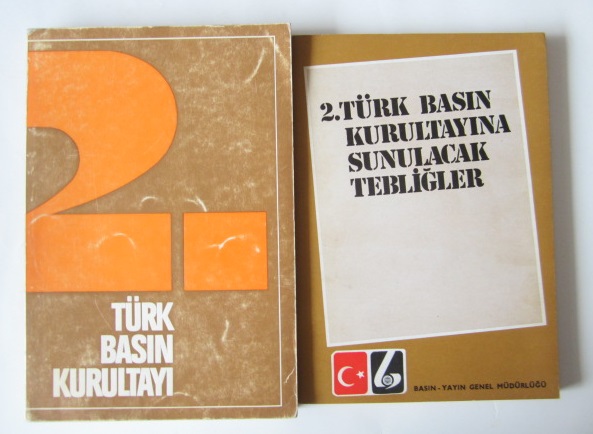 2.
TÜRK
BASIN
KURULTAYI
2.TÜRK BASIN
KURULTAYINA
SUNULACAK
TEBLİĞLER
BASIN - YAYIN GENEL MÜDÜRLÜĞÜ